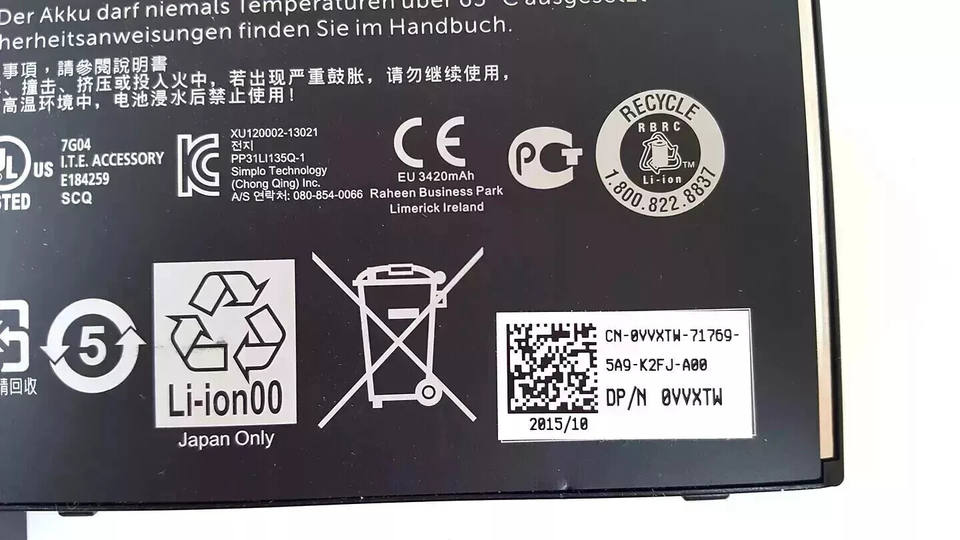 Der Akku darf niemals Temperaturen über 65 °C ausgesetzt
herheitsanweisungen finden Sie im Handbuch.
事項，請參閱說明書
、撞击、挤压或投入火中，若出现严重鼓胀，请勿继续使用，
高温环境中，电池浸水后禁止使用！
UL
US
STED
7G04
I.T.E. ACCESSORY
E184259
SCQ
XU120002-13021
전지
PP31LI135Q-1
Simplo Technology
(Chong Qing) Inc.
A/S 연락처: 080-854-0066
CE
EU 3420mAh
Raheen Business Park
Limerick Ireland
RECYCLE
RBRC
TM
Li-ion
1.800.822.8837
請回收
5
Li-ion00
Japan Only
CN-0VVXTW-71769-
5A9-K2FJ-A00
DP/N 0VVXTW
2015/10